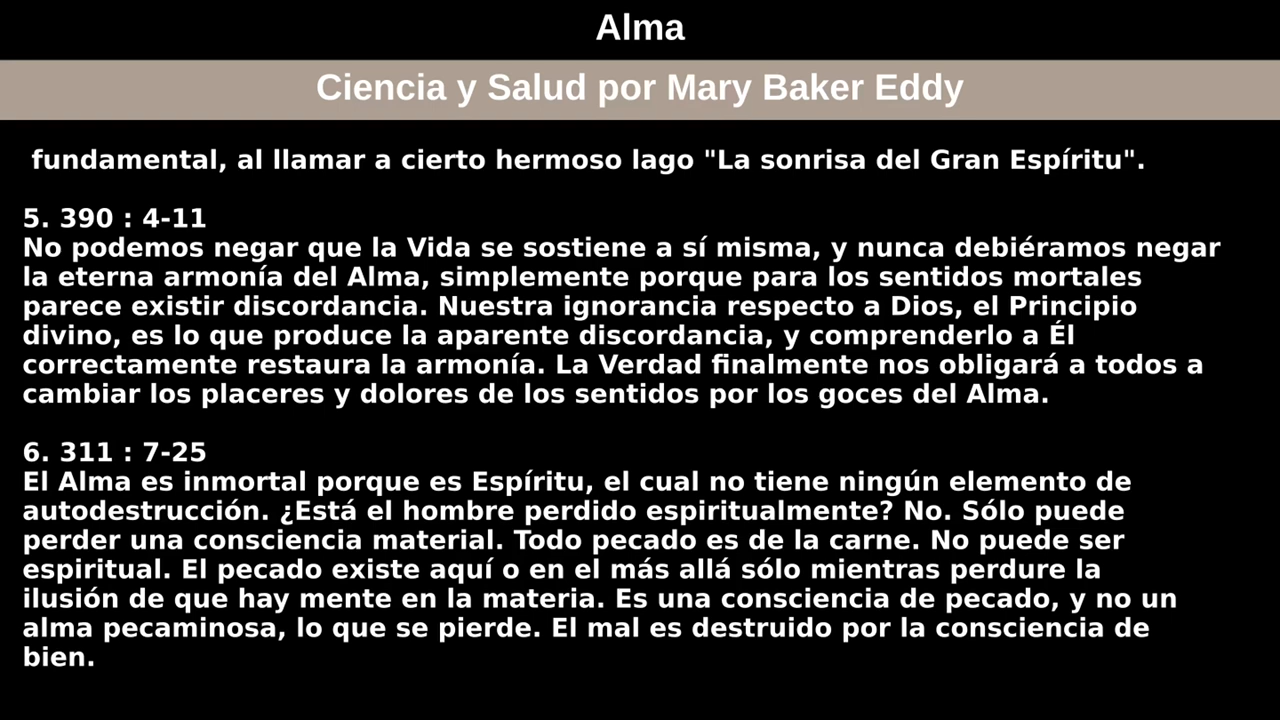 Alma
Ciencia y Salud por Mary Baker Eddy
fundamental, al llamar a cierto hermoso lago "La sonrisa del Gran Espíritu".
5. 390 : 4-11
No podemos negar que la Vida se sostiene a sí misma, y nunca debiéramos negar
la eterna armonía del Alma, simplemente porque para los sentidos mortales
parece existir discordancia. Nuestra ignorancia respecto a Dios, el Principio
divino, es lo que produce la aparente discordancia, y comprenderlo a Él
correctamente restaura la armonía. La Verdad finalmente nos obligará a todos a
cambiar los placeres y dolores de los sentidos por los goces del Alma.
6. 311 : 7-25
El Alma es inmortal porque es Espíritu, el cual no tiene ningún elemento de
autodestrucción. ¿Está el hombre perdido espiritualmente? No. Sólo puede
perder una consciencia material. Todo pecado es de la carne. No puede ser
espiritual. El pecado existe aquí o en el más allá sólo mientras perdure la
ilusión de que hay mente en la materia. Es una consciencia de pecado, y no un
alma pecaminosa, lo que se pierde. El mal es destruido por la consciencia de
bien.